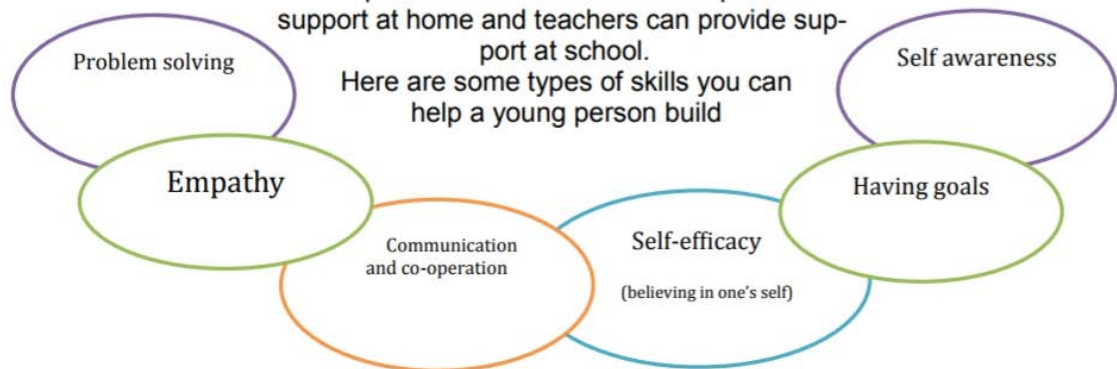 support at home and teachers can provide sup-
port at school.
Here are some types of skills you can
help a young person build
Problem solving
Self awareness
Empathy
Having goals
Communication
and co-operation
Self-efficacy
(believing in one's self)